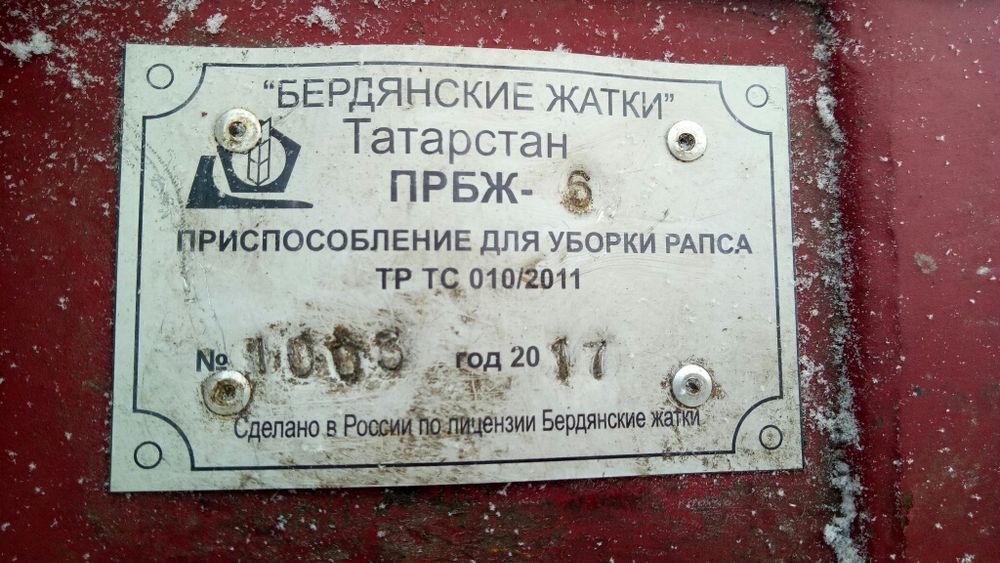 "БЕРДЯНСКИЕ ЖАТКИ"
Татарстан
ПРБЖ- 6
ПРИСПОСОБЛЕНИЕ ДЛЯ УБОРКИ РАПСА
ТР ТС 010/2011
№ год 20 17
Сделано в России по лицензии Бердянские жатки